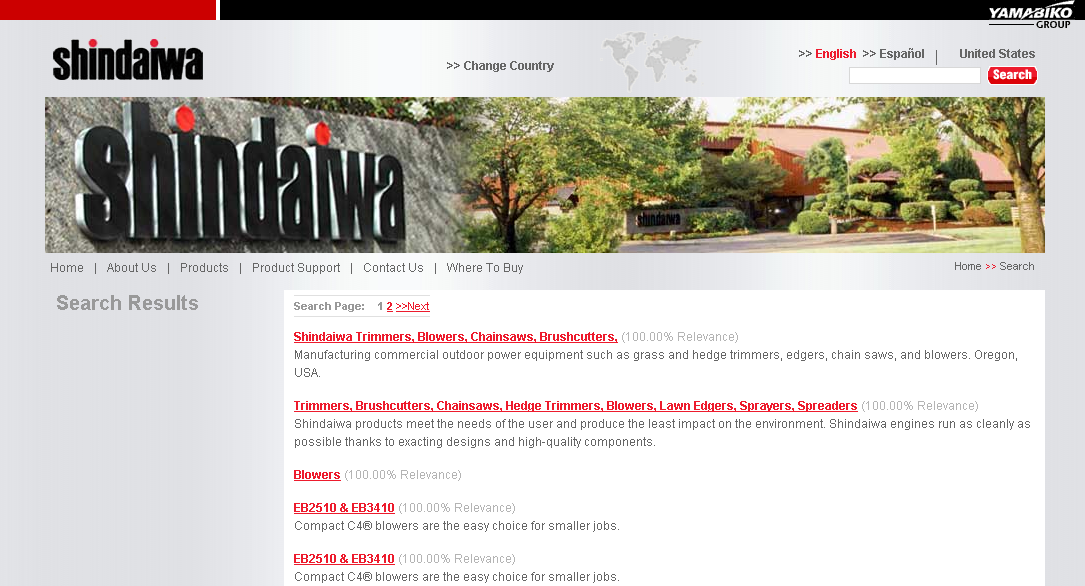 YAMABIKO
GROUP
shindaiwa
>> Change Country
>> English >> Español | United States
Search
shindaiwa
shindaiwa
Home | About Us | Products | Product Support | Contact Us | Where To Buy
Home >> Search
Search Results
Search Page: 1 2 >>Next
Shindaiwa Trimmers, Blowers, Chainsaws, Brushcutters, (100.00% Relevance)
Manufacturing commercial outdoor power equipment such as grass and hedge trimmers, edgers, chain saws, and blowers. Oregon,
USA.
Trimmers, Brushcutters, Chainsaws, Hedge Trimmers, Blowers, Lawn Edgers, Sprayers, Spreaders (100.00% Relevance)
Shindaiwa products meet the needs of the user and produce the least impact on the environment. Shindaiwa engines run as cleanly as
possible thanks to exacting designs and high-quality components.
Blowers (100.00% Relevance)
EB2510 & EB3410 (100.00% Relevance)
Compact C4® blowers are the easy choice for smaller jobs.
EB2510 & EB3410 (100.00% Relevance)
Compact C4® blowers are the easy choice for smaller jobs.